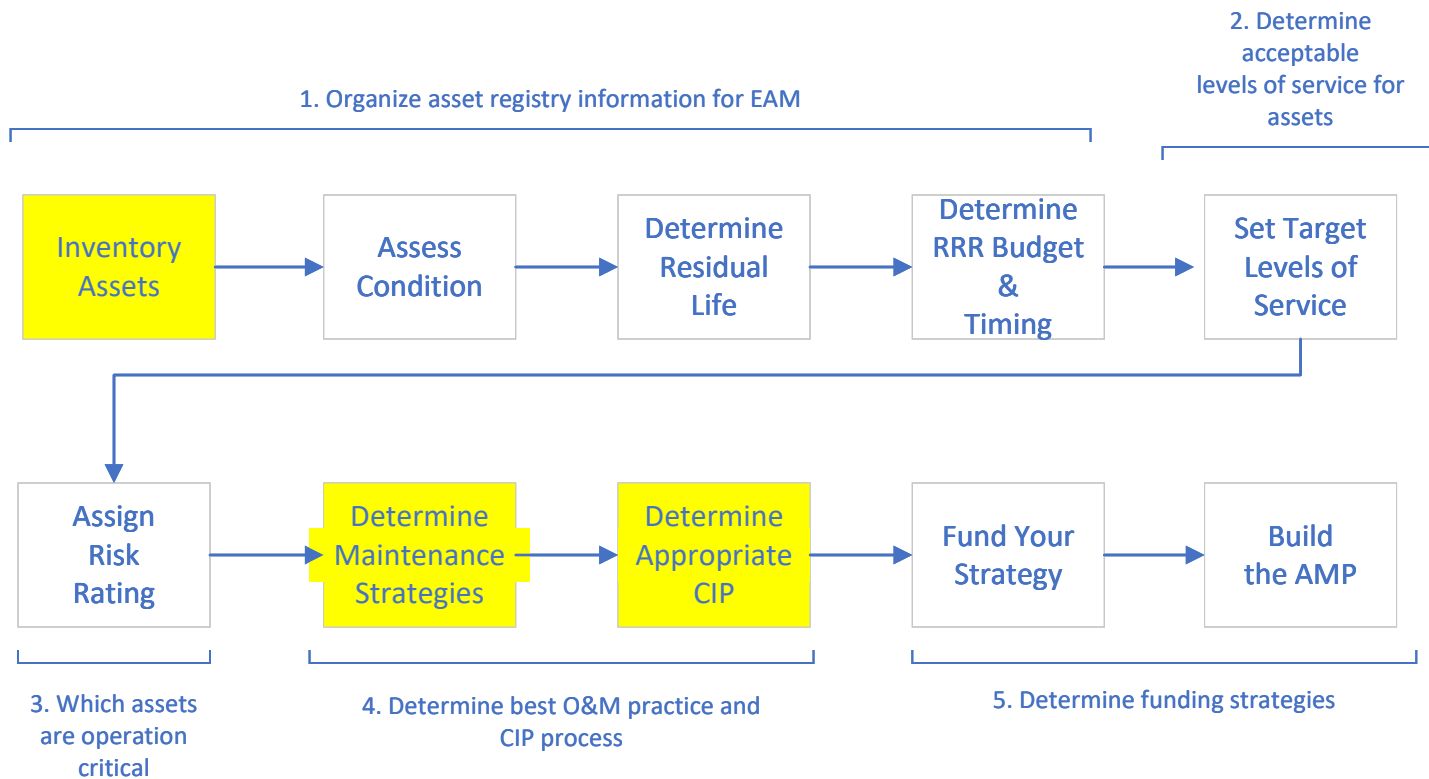 2. Determine
acceptable
levels of service for
assets
1. Organize asset registry information for EAM
Inventory
Assets
Assess
Condition
Determine
Residual
Life
Determine
RRR Budget
&
Timing
Set Target
Levels of
Service
Assign
Risk
Rating
Determine
Maintenance
Strategies
Determine
Appropriate
CIP
Fund Your
Strategy
Build
the AMP
3. Which assets
are operation
critical
4. Determine best O&M practice and
CIP process
5. Determine funding strategies